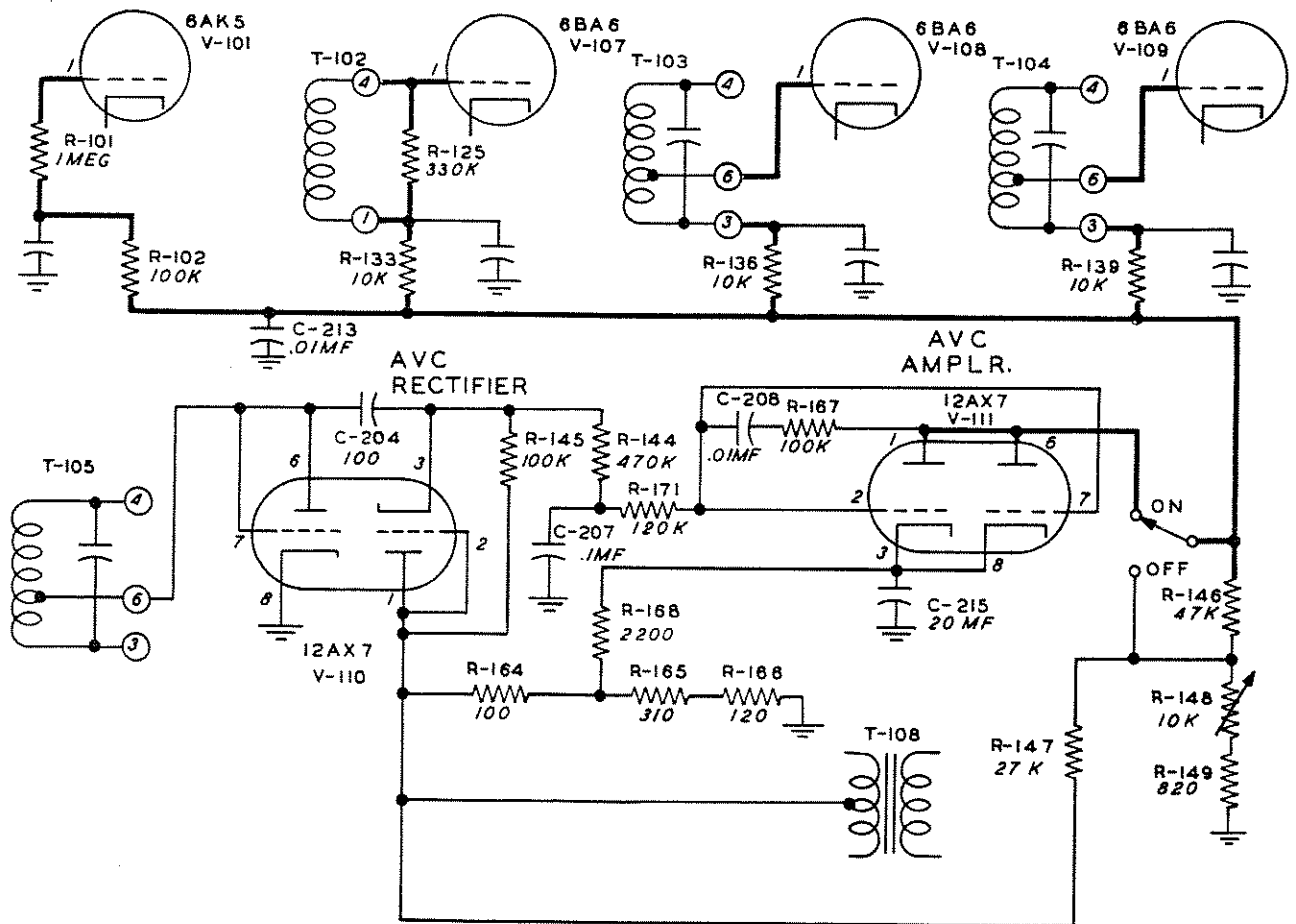 6AK5
V-101
1
R-101
1MEG
R-102
100K
T-102
4
1
6BA6
V-107
1
R-125
330K
R-133
10K
T-103
4
6
3
6BA6
V-108
1
R-136
10K
T-104
4
6
3
6BA6
V-109
1
R-139
10K
C-213
.01MF
AVC
RECTIFIER
AVC
AMPLR.
T-105
4
6
3
C-204
100
6
3
7
2
8
1
12AX7
V-110
R-145
100K
R-144
470K
R-171
120K
C-207
.1MF
C-208
.01MF
R-167
100K
12AX7
V-111
1
6
2
7
3
8
C-215
20 MF
R-168
2200
R-164
100
R-165
310
R-166
120
T-108
ON
OFF
R-146
47K
R-148
10K
R-147
27 K
R-149
820